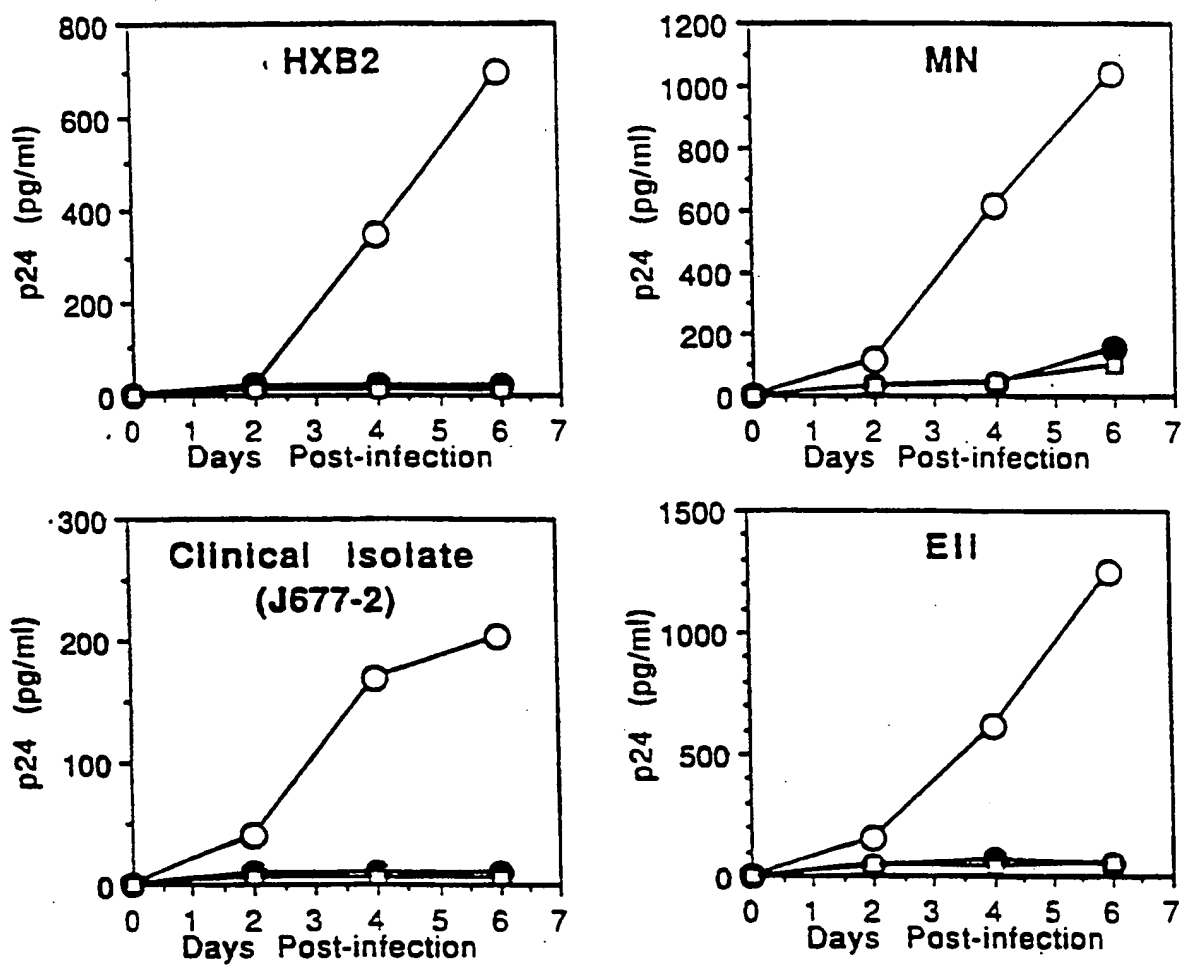 HXB2
800
600
400
200
0
p24 (pg/ml)
0 1 2 3 4 5 6 7
Days Post-infection
MN
1200
1000
800
600
400
200
0
p24 (pg/ml)
0 1 2 3 4 5 6 7
Days Post-infection
Clinical Isolate
(J677-2)
300
200
100
0
p24 (pg/ml)
0 1 2 3 4 5 6 7
Days Post-infection
Ell
1500
1000
500
0
p24 (pg/ml)
0 1 2 3 4 5 6 7
Days Post-infection